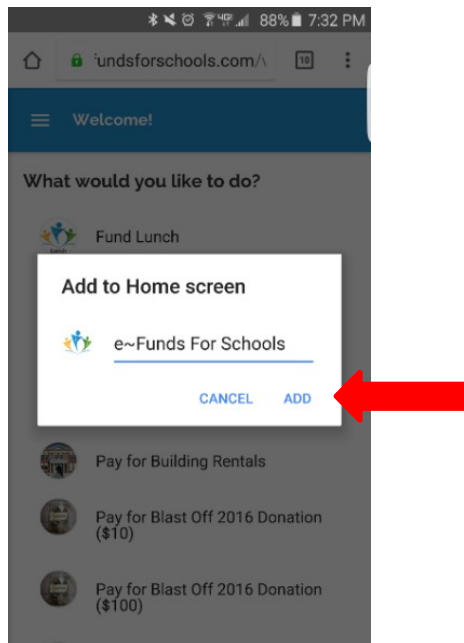 88% 7:32 PM
'undsforschools.com/\ 10
Welcome!
What would you like to do?
Fund Lunch
Add to Home screen
e~Funds For Schools
CANCEL ADD
Pay for Building Rentals
Pay for Blast Off 2016 Donation
($10)
Pay for Blast Off 2016 Donation
($100)